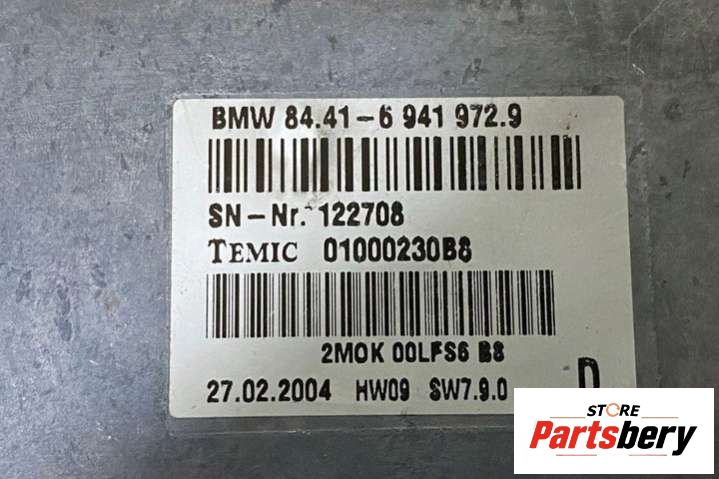 BMW 84.41-6 941 972.9
SN-Nr. 122708
TEMIC 01000230B8
2MOK 00LFS6 B8
27.02.2004 HW09 SW7.9.0
D
STORE
Partsbery